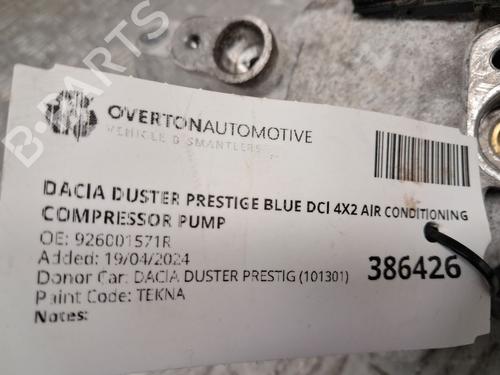 B-PARTS
OVERTONAUTOMOTIVE
VEHICLE DISMANTLERS
DACIA DUSTER PRESTIGE BLUE DCI 4X2 AIR CONDITIONING
COMPRESSOR PUMP
OE: 926001571R
Added: 19/04/2024
Donor Car: DACIA DUSTER PRESTIG (101301)
386426
Paint Code: TEKNA
Notes: